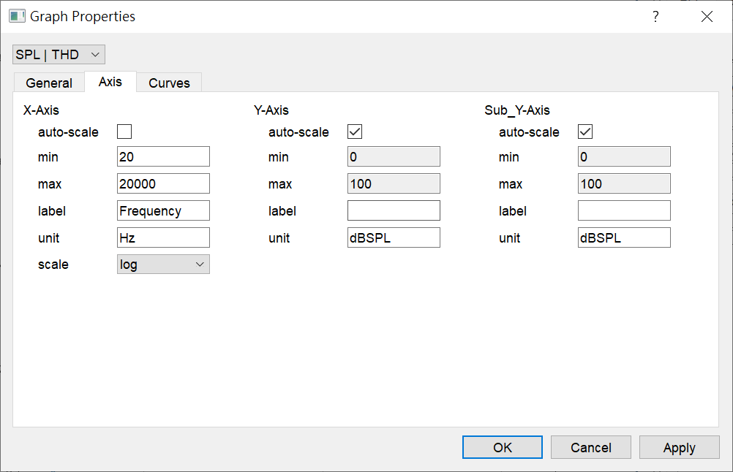 Graph Properties
SPL | THD
General Axis Curves
X-Axis Y-Axis Sub_Y-Axis
auto-scale auto-scale auto-scale
min 20 min 0 min 0
max 20000 max 100 max 100
label Frequency label label
unit Hz unit dBSPL unit dBSPL
scale log
OK Cancel Apply